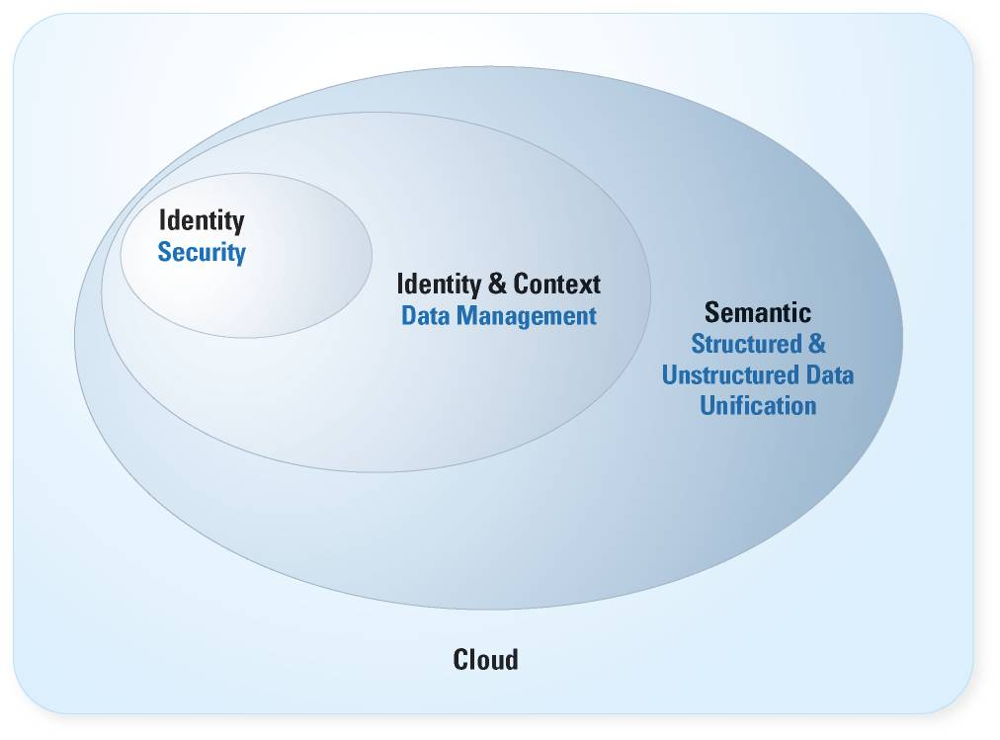 Identity
Security
Identity & Context
Data Management
Semantic
Structured &
Unstructured Data
Unification
Cloud